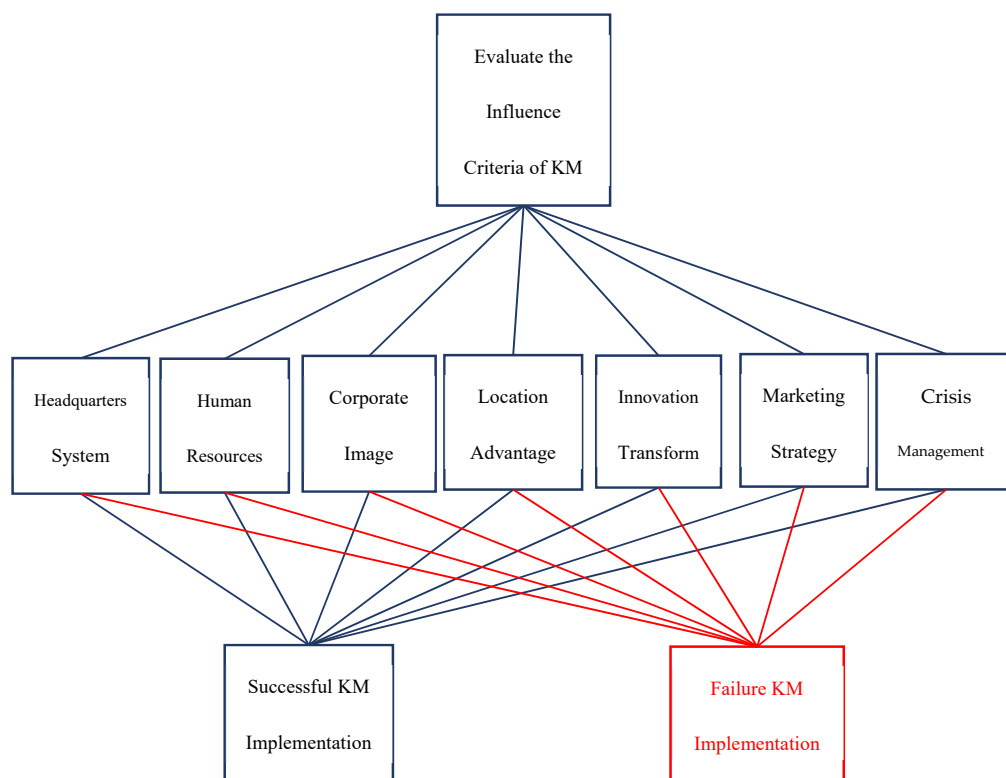 Evaluate the
Influence
Criteria of KM
Headquarters
System
Human
Resources
Corporate
Image
Location
Advantage
Innovation
Transform
Marketing
Strategy
Crisis
Management
Successful KM
Implementation
Failure KM
Implementation